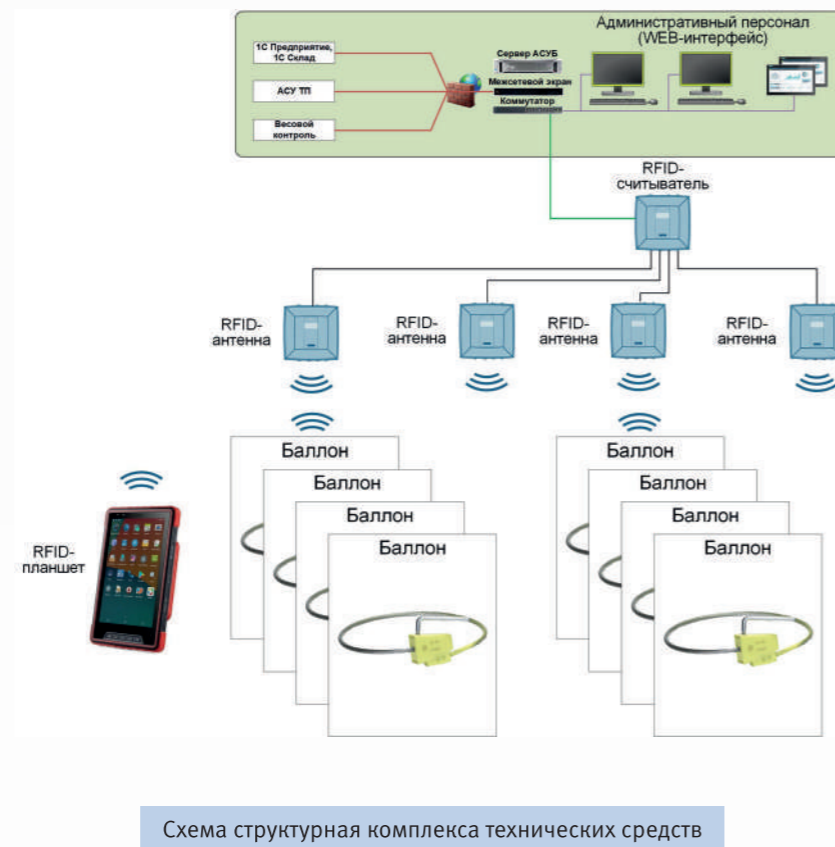 Административный персонал
(WEB-интерфейс)
1С Предприятие,
1С Склад
АСУ ТП
Весовой
контроль
Сервер АСУБ
Межсетевой экран
Коммутатор
RFID-
считыватель
RFID-
антенна
RFID-
антенна
RFID-
антенна
RFID-
антенна
RFID-
планшет
Баллон
Баллон
Баллон
Баллон
Баллон
Баллон
Баллон
Баллон
Схема структурная комплекса технических средств